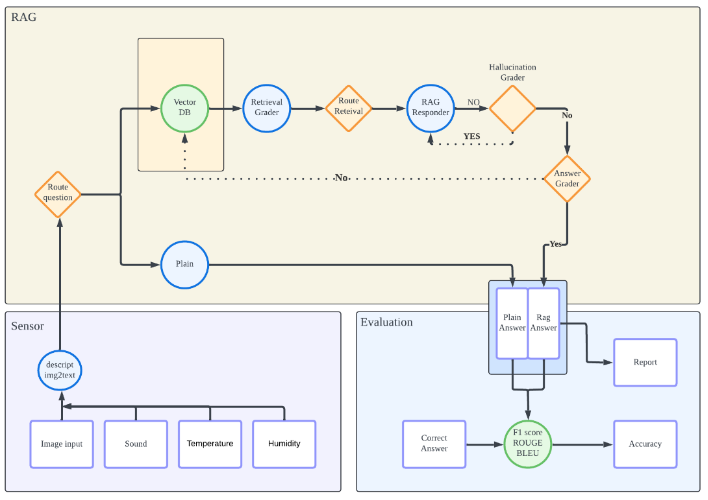 RAG
Hallucination
Grader
Vector
DB
Retrieval
Grader
Route
Reteival
RAG
Responder
NO
YES
No
Answer
Grader
No
Route
question
Plain
Yes
Plain
Answer
Rag
Answer
Sensor
descript
img2text
Image input
Sound
Temperature
Humidity
Evaluation
Report
Correct
Answer
F1 score
ROUGE
BLEU
Accuracy